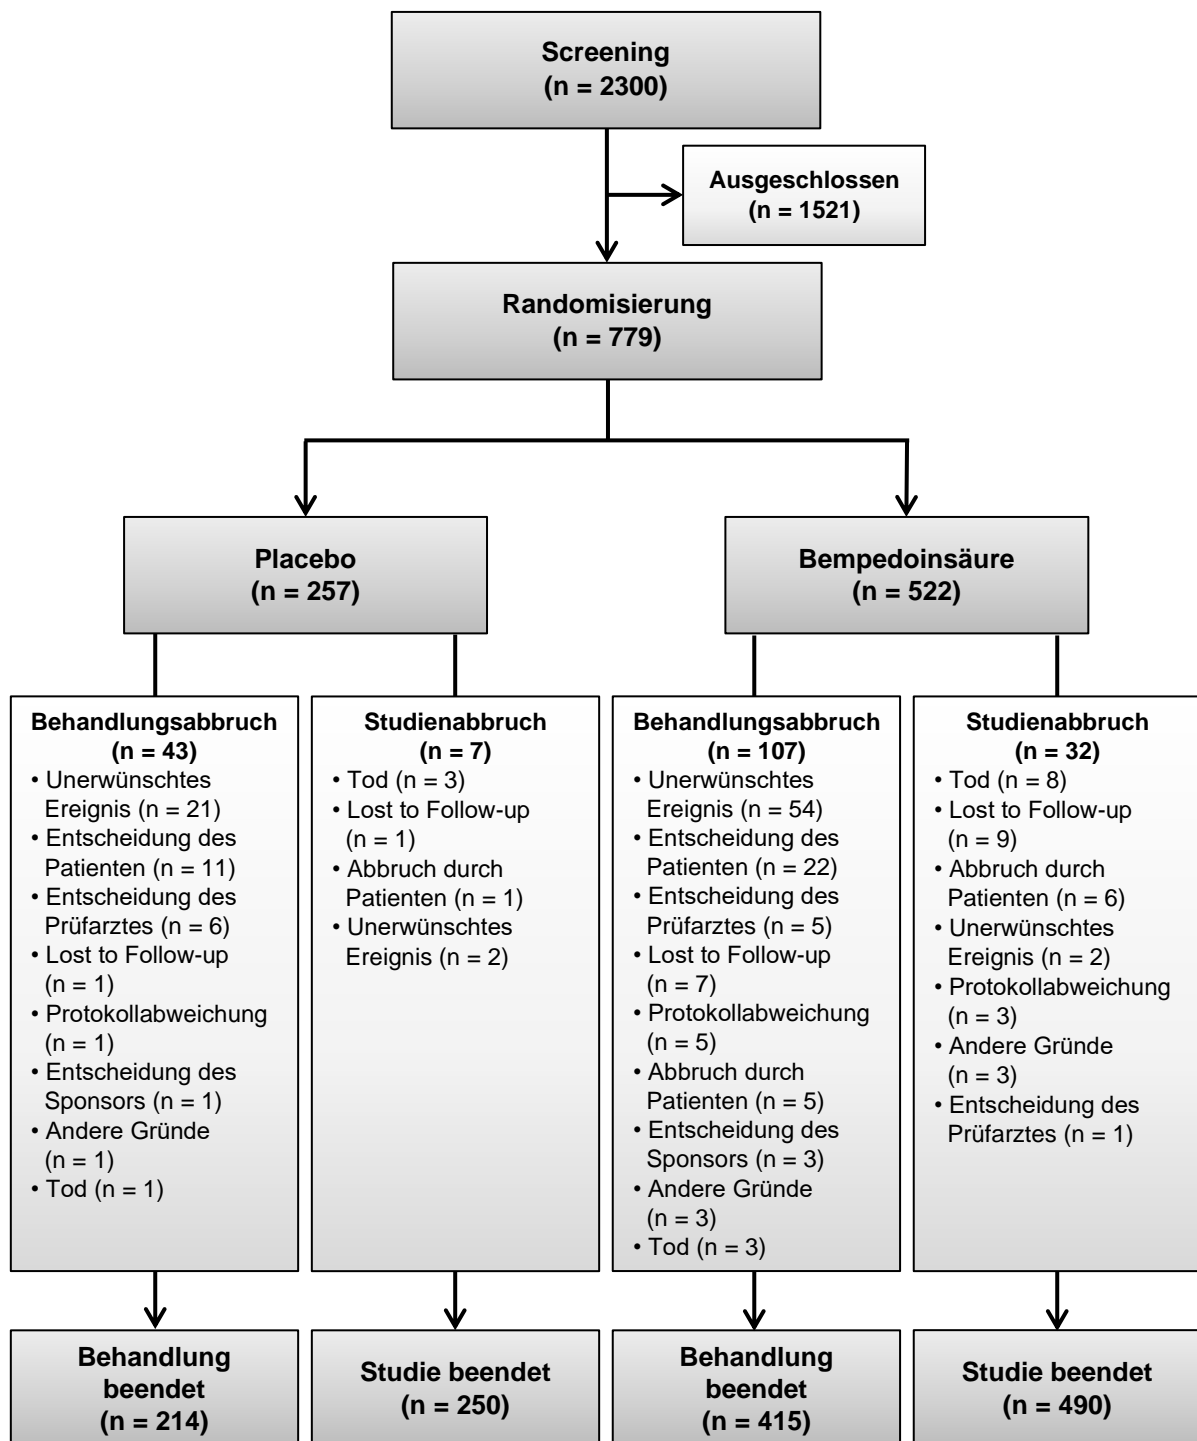 Screening
(n = 2300)
Ausgeschlossen
(n = 1521)
Randomisierung
(n = 779)
Placebo
(n = 257)
Bempedoinsäure
(n = 522)
Behandlungsabbruch
(n = 43)
• Unerwünschtes
Ereignis (n = 21)
• Entscheidung des
Patienten (n = 11)
• Entscheidung des
Prüfarztes (n = 6)
• Lost to Follow-up
(n = 1)
• Protokollabweichung
(n = 1)
• Entscheidung des
Sponsors (n = 1)
• Andere Gründe
(n = 1)
• Tod (n = 1)
Studienabbruch
(n = 7)
• Tod (n = 3)
• Lost to Follow-up
(n = 1)
• Abbruch durch
Patienten (n = 1)
• Unerwünschtes
Ereignis (n = 2)
Behandlungsabbruch
(n = 107)
• Unerwünschtes
Ereignis (n = 54)
• Entscheidung des
Patienten (n = 22)
• Entscheidung des
Prüfarztes (n = 5)
• Lost to Follow-up
(n = 7)
• Protokollabweichung
(n = 5)
• Abbruch durch
Patienten (n = 5)
• Entscheidung des
Sponsors (n = 3)
• Andere Gründe
(n = 3)
• Tod (n = 3)
Studienabbruch
(n = 32)
• Tod (n = 8)
• Lost to Follow-up
(n = 9)
• Abbruch durch
Patienten (n = 6)
• Unerwünschtes
Ereignis (n = 2)
• Protokollabweichung
(n = 3)
• Andere Gründe
(n = 3)
• Entscheidung des
Prüfarztes (n = 1)
Behandlung
beendet
(n = 214)
Studie beendet
(n = 250)
Behandlung
beendet
(n = 415)
Studie beendet
(n = 490)